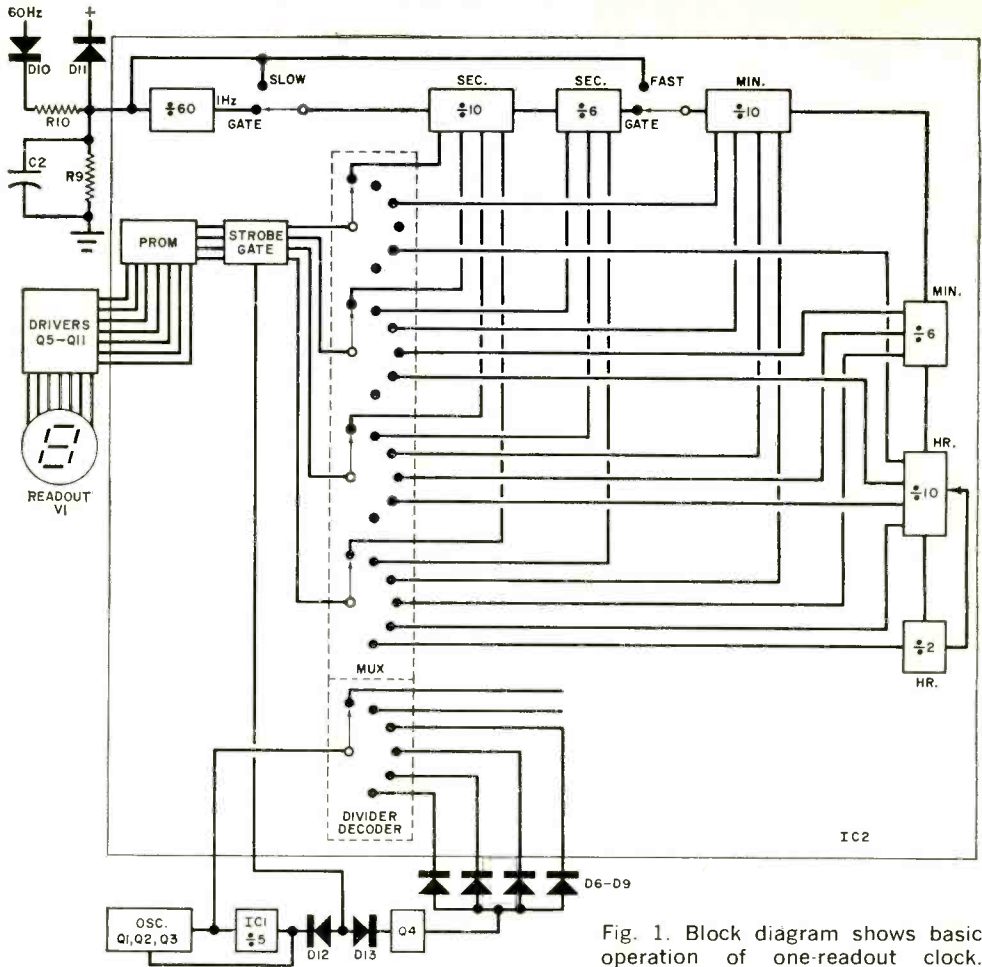 60Hz
+
D10
D11
R10
C2
R9
÷60
1Hz
GATE
SLOW
SEC.
÷10
SEC.
÷6
FAST
GATE
MIN.
÷10
PROM
STROBE
GATE
DRIVERS
Q5-Q11
READOUT
V1
MIN.
÷6
HR.
÷10
÷2
HR.
MUX
DIVIDER
DECODER
IC2
D6-D9
OSC.
Q1,Q2,Q3
IC1
÷5
D12
D13
Q4
Fig. 1. Block diagram shows basic
operation of one-readout clock.